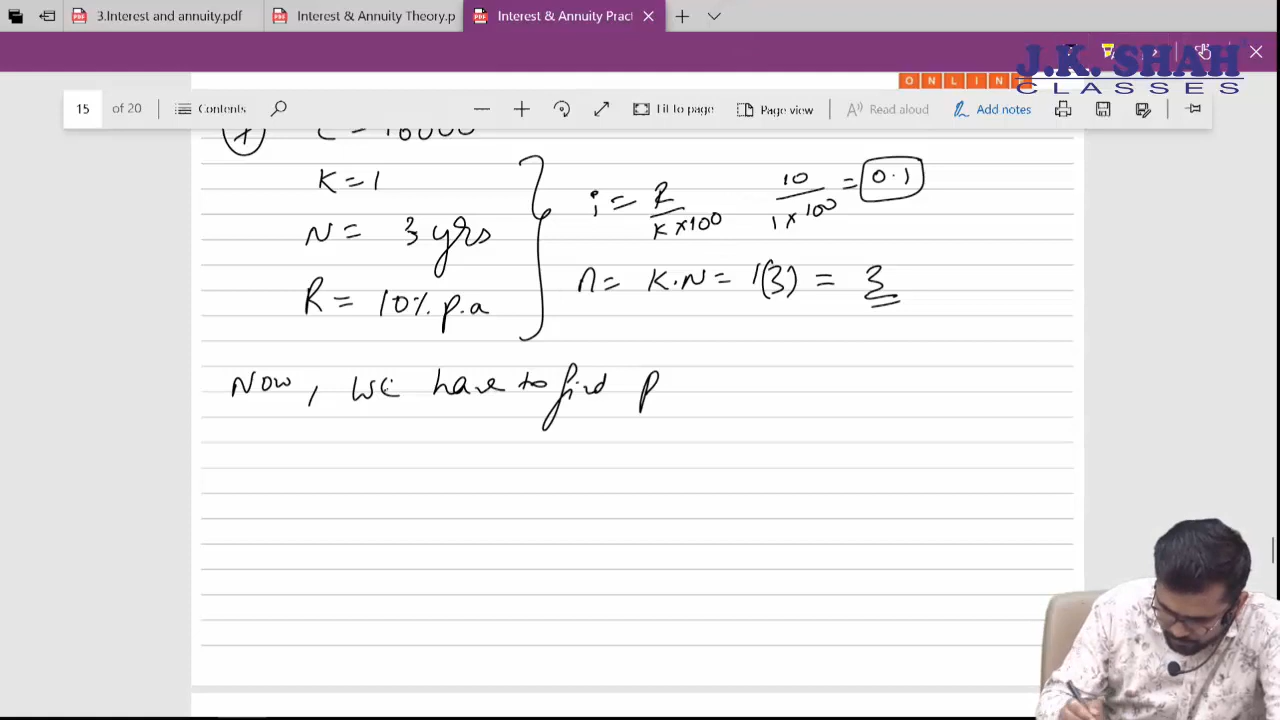 3.Interest and annuity.pdf
Interest & Annuity Theory.p
Interest & Annuity Pract
J.K. SHAH
CLASSES
ONLINE
15 of 20
Contents
Fit to page
Page view
Read aloud
Add notes
K = 1
N = 3 yrs
R = 10% p.a
i = R / K × 100
10 / 1 × 100 = 0.1
n = K.N = 1(3) = 3
Now, we have to find P